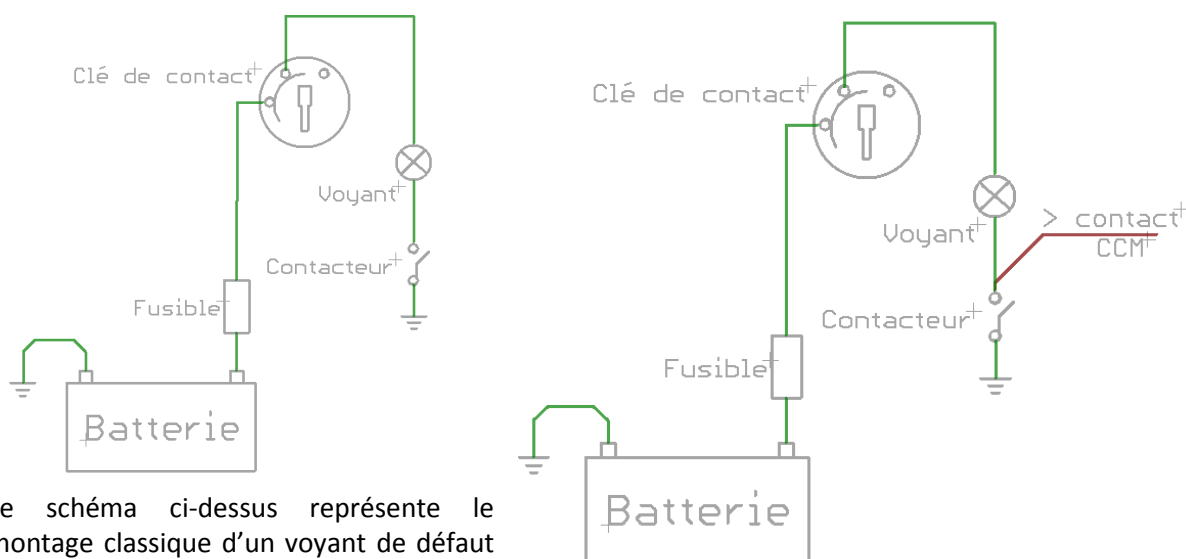 Clé de contact
Voyant
Contacteur
Fusible
Batterie
e schéma ci-dessus représente le
montage classique d’un voyant de défaut
Clé de contact
Voyant
> contact
CCM
Contacteur
Fusible
Batterie